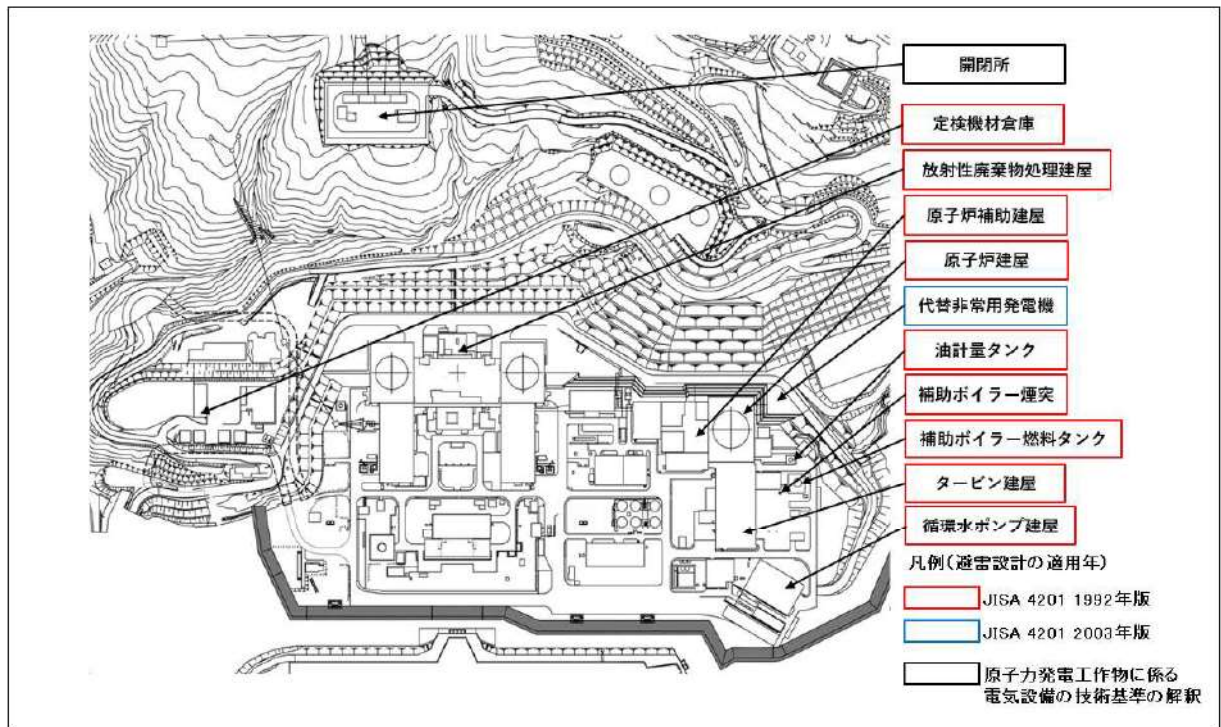 開閉所
定検機材倉庫
放射性廃棄物処理建屋
原子炉補助建屋
原子炉建屋
代替非常用発電機
油計量タンク
補助ボイラー煙突
補助ボイラー燃料タンク
タービン建屋
循環水ポンプ建屋
凡例(避雷設計の適用年)
JISA 4201 1992年版
JISA 4201 2003年版
原子力発電工作物に係る
電気設備の技術基準の解釈